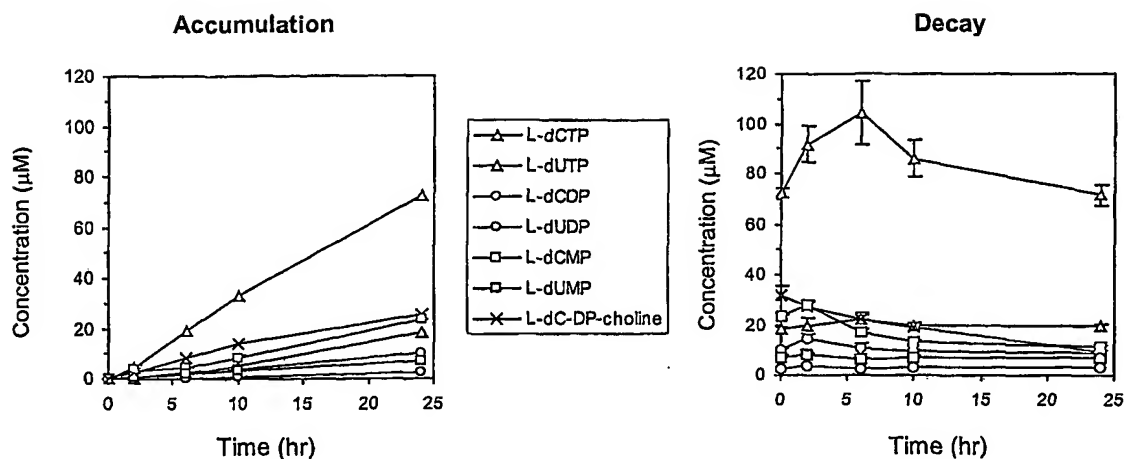 Accumulation
120
100
80
60
40
20
0
Concentration (µM)
0 5 10 15 20 25
Time (hr)
L-dCTP
L-dUTP
L-dCDP
L-dUDP
L-dCMP
L-dUMP
L-dC-DP-choline
Decay
120
100
80
60
40
20
0
Concentration (µM)
0 5 10 15 20 25
Time (hr)